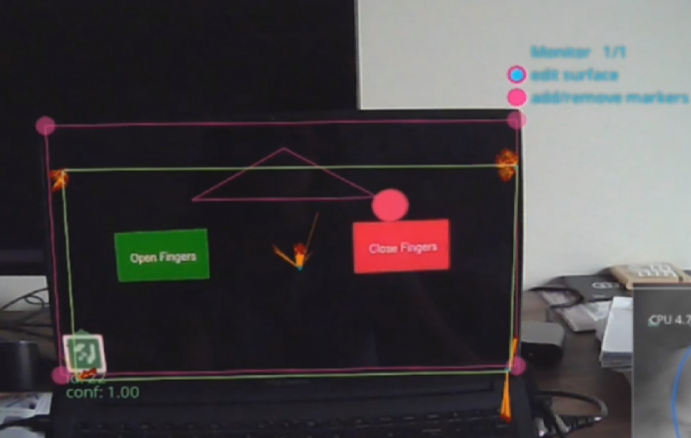 Monitor 1/1
edit surface
add/remove markers
Open Fingers
Close Fingers
CPU 4.7
conf: 1.00